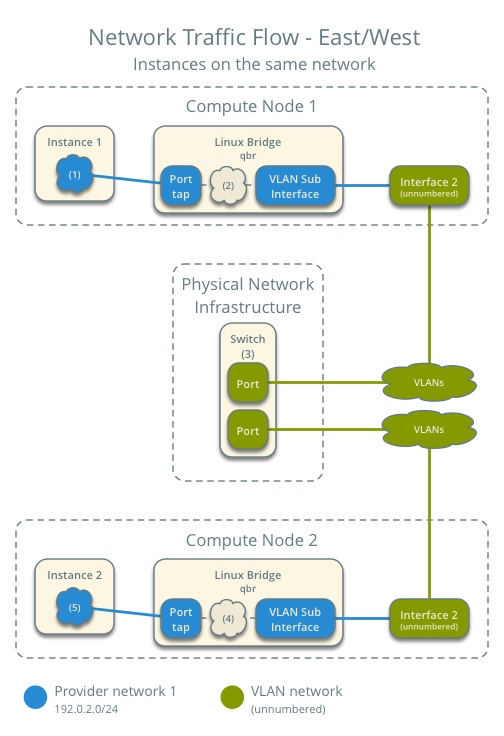 Network Traffic Flow - East/West
Instances on the same network
Compute Node 1
Instance 1
(1)
Linux Bridge
qbr
Port
tap
(2)
VLAN Sub
Interface
Interface 2
(unnumbered)
Physical Network
Infrastructure
Switch
(3)
Port
VLANs
Port
VLANs
Compute Node 2
Instance 2
(5)
Linux Bridge
qbr
Port
tap
(4)
VLAN Sub
Interface
Interface 2
(unnumbered)
Provider network 1
192.0.2.0/24
VLAN network
(unnumbered)